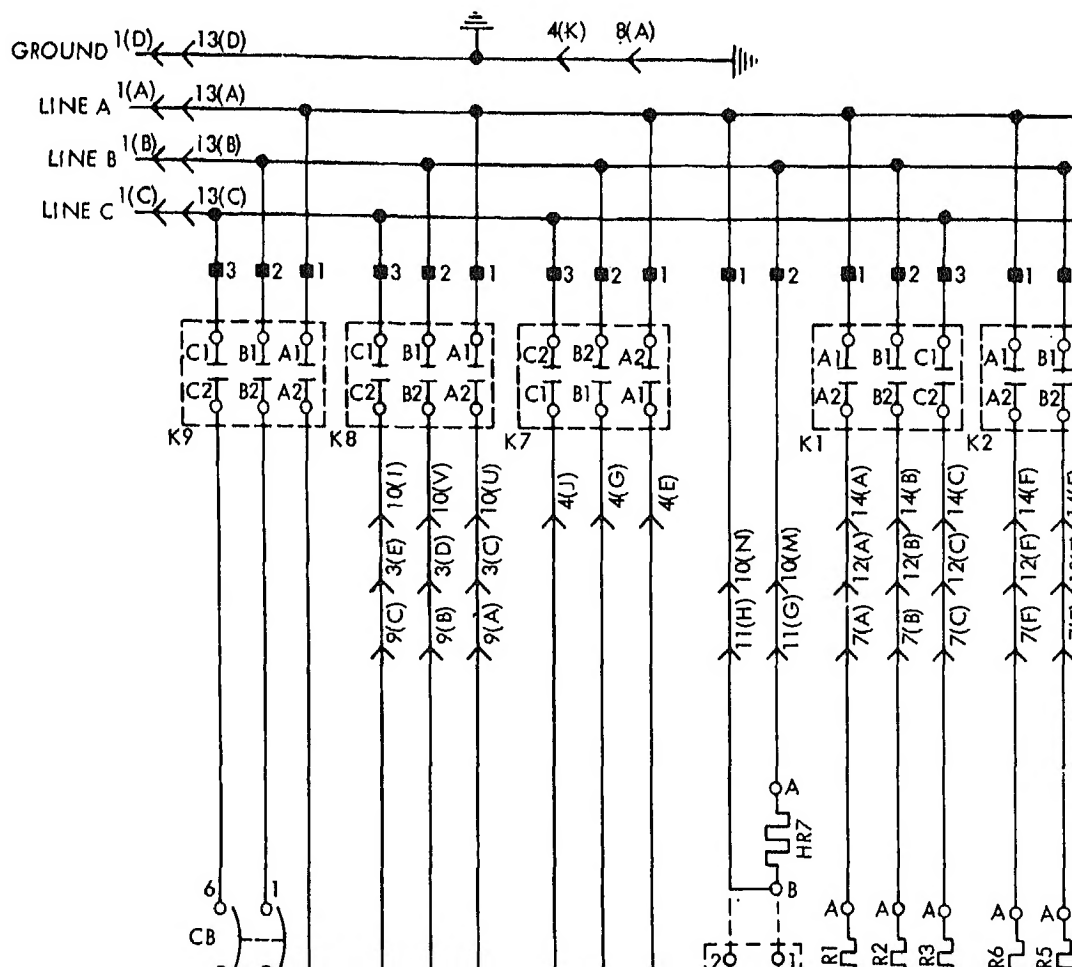 GROUND 1(D) 13(D) 4(K) 8(A)
LINE A 1(A) 13(A)
LINE B 1(B) 13(B)
LINE C 1(C) 13(C)
3 2 1 3 2 1 3 2 1 1 2 1 2 3 1
C1 B1 A1 C1 B1 A1 C2 B2 A2 A1 B1 C1 A1 B1
C2 B2 A2 C2 B2 A2 C1 B1 A1 A2 B2 C2 A2 B2
K9 K8 K7 K1 K2
10(I) 10(V) 10(U) 4(J) 4(G) 4(E) 14(A) 14(B) 14(C) 14(F)
3(E) 3(D) 3(C) 10(N) 10(M) 12(A) 12(B) 12(C) 12(F)
9(C) 9(B) 9(A) 11(H) 11(G) 7(A) 7(B) 7(C) 7(F)
A
HR7
B
6 1 A A A A A
CB 2 1 R1 R2 R3 R6 R5